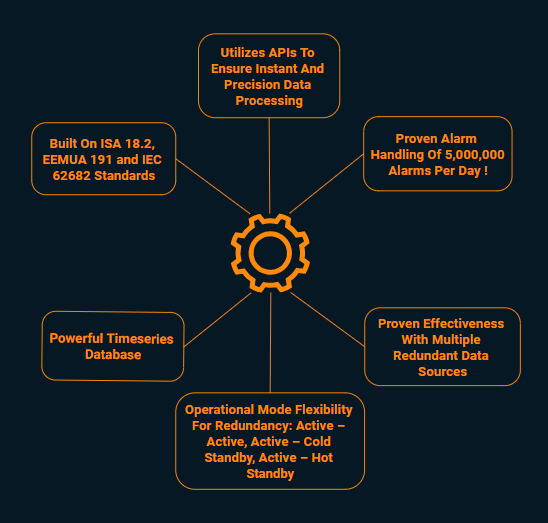 Utilizes APIs To
Ensure Instant And
Precision Data
Processing
Built On ISA 18.2,
EEMUA 191 and IEC
62682 Standards
Proven Alarm
Handling Of 5,000,000
Alarms Per Day !
Powerful Timeseries
Database
Proven Effectiveness
With Multiple
Redundant Data
Sources
Operational Mode Flexibility
For Redundancy: Active –
Active, Active – Cold
Standby, Active – Hot
Standby